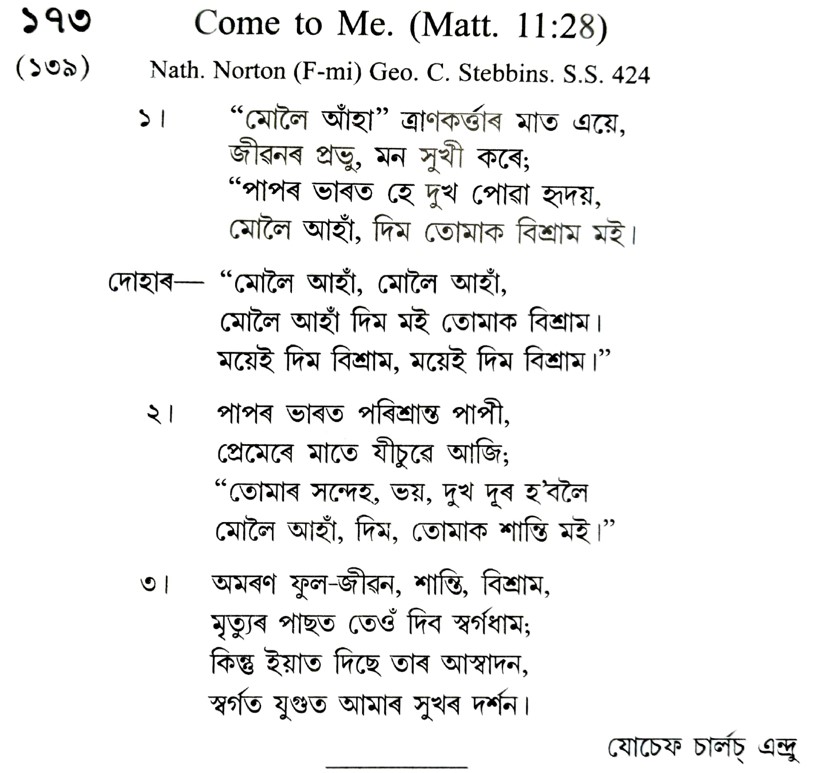 ১৭৩ Come to Me. (Matt. 11:28)
(১৩৯) Nath. Norton (F-mi) Geo. C. Stebbins. S.S. 424
১। “মোলৈ আঁহা” ত্ৰাণকৰ্ত্তাৰ মাত এয়ে,
জীৱনৰ প্ৰভু, মন সুখী কৰে;
“পাপৰ ভাৰত হে দুখ পোৱা হৃদয়,
মোলৈ আহাঁ, দিম তোমাক বিশ্ৰাম মই।
দোহাৰ— “মোলৈ আহাঁ, মোলৈ আহাঁ,
মোলৈ আহাঁ দিম মই তোমাক বিশ্ৰাম।
ময়েই দিম বিশ্ৰাম, ময়েই দিম বিশ্ৰাম।”
২। পাপৰ ভাৰত পৰিশ্ৰান্ত পাপী,
প্ৰেমেৰে মাতে যীচুৱে আজি;
“তোমাৰ সন্দেহ, ভয়, দুখ দূৰ হ’বলৈ
মোলৈ আহাঁ, দিম, তোমাক শান্তি মই।”
৩। অমৰণ ফুল-জীৱন, শান্তি, বিশ্ৰাম,
মৃত্যুৰ পাছত তেওঁ দিব স্বৰ্গধাম;
কিন্তু ইয়াত দিছে তাৰ আস্বাদন,
স্বৰ্গত যুগুত আমাৰ সুখৰ দৰ্শন।
যোচেফ চাৰ্লচ্ এন্দ্ৰু